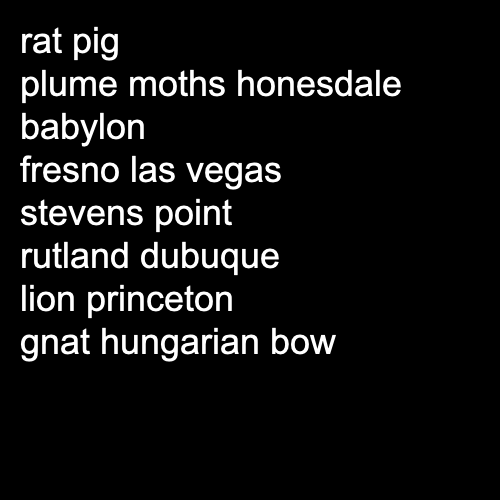 rat pig
plume moths honesdale
babylon
fresno las vegas
stevens point
rutland dubuque
lion princeton
gnat hungarian bow